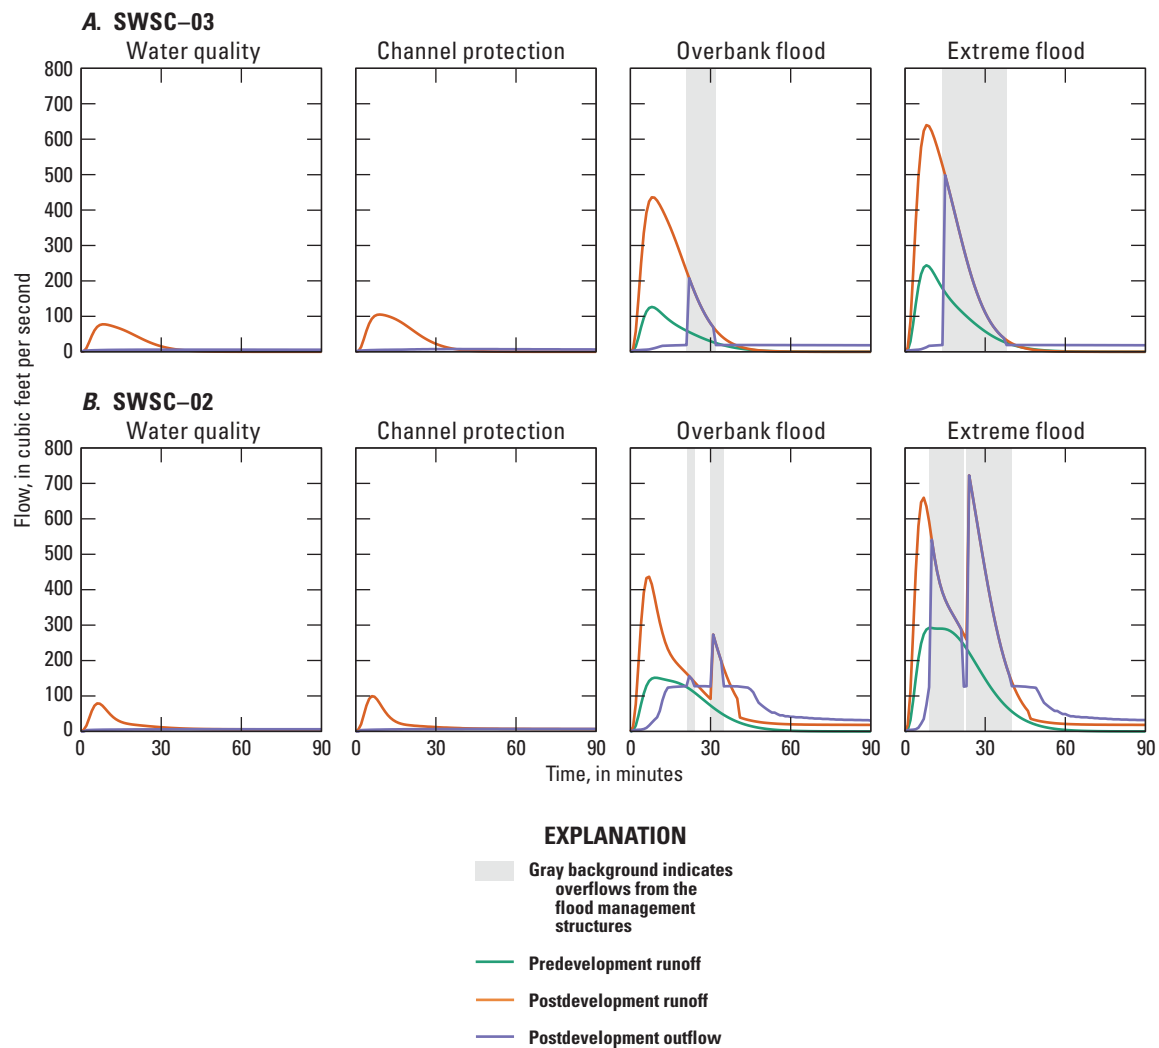 A. SWSC–03
Water quality
Channel protection
Overbank flood
Extreme flood
800
700
600
500
400
300
200
100
0
B. SWSC–02
Water quality
Channel protection
Overbank flood
Extreme flood
800
700
600
500
400
300
200
100
0
Flow, in cubic feet per second
0 30 60 90
0 30 60 90
0 30 60 90
0 30 60 90
Time, in minutes
EXPLANATION
Gray background indicates
overflows from the
flood management
structures
Predevelopment runoff
Postdevelopment runoff
Postdevelopment outflow